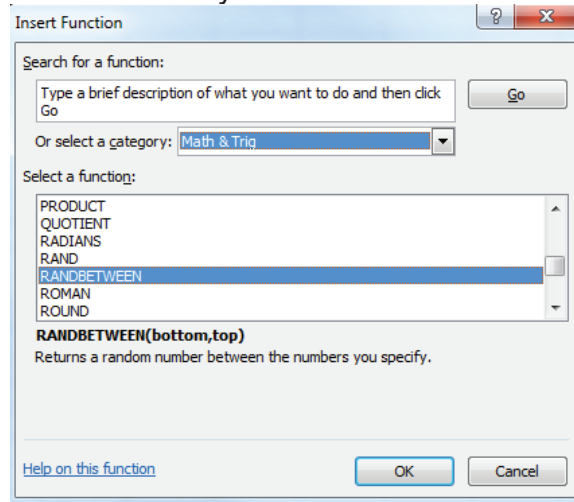 Insert Function
?
X
Search for a function:
Type a brief description of what you want to do and then click
Go
Go
Or select a category: Math & Trig
Select a function:
PRODUCT
QUOTIENT
RADIANS
RAND
RANDBETWEEN
ROMAN
ROUND
RANDBETWEEN(bottom,top)
Returns a random number between the numbers you specify.
Help on this function
OK
Cancel